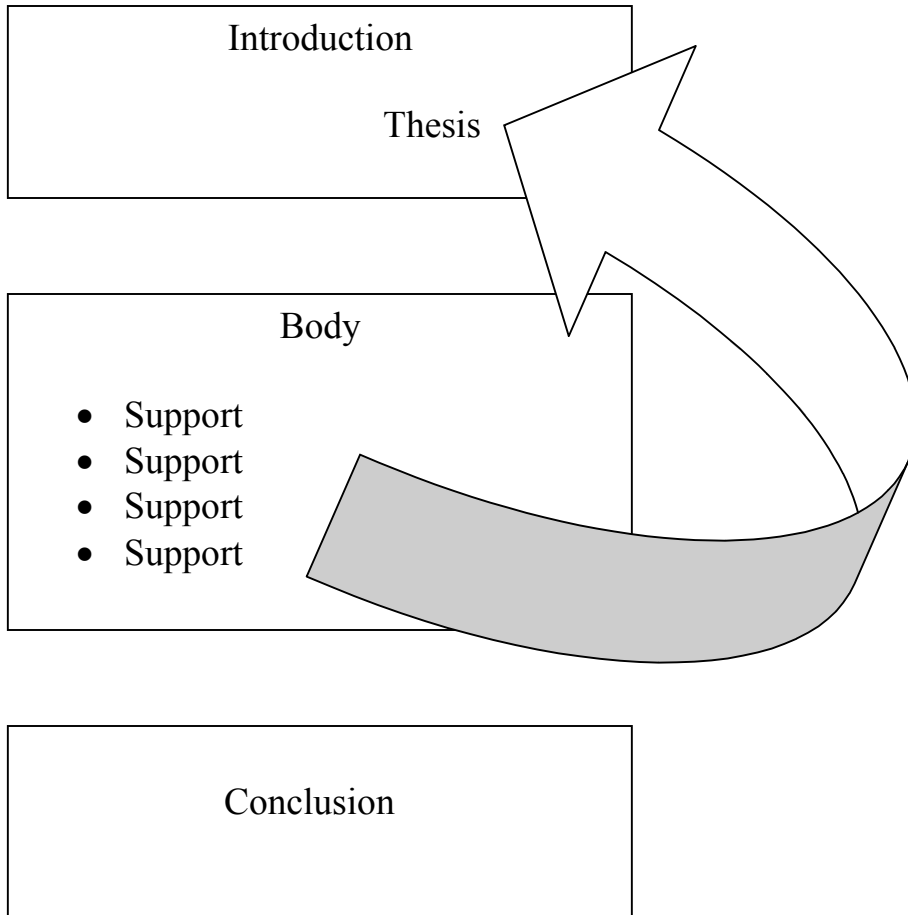 Introduction
Thesis
Body
• Support
• Support
• Support
• Support
Conclusion